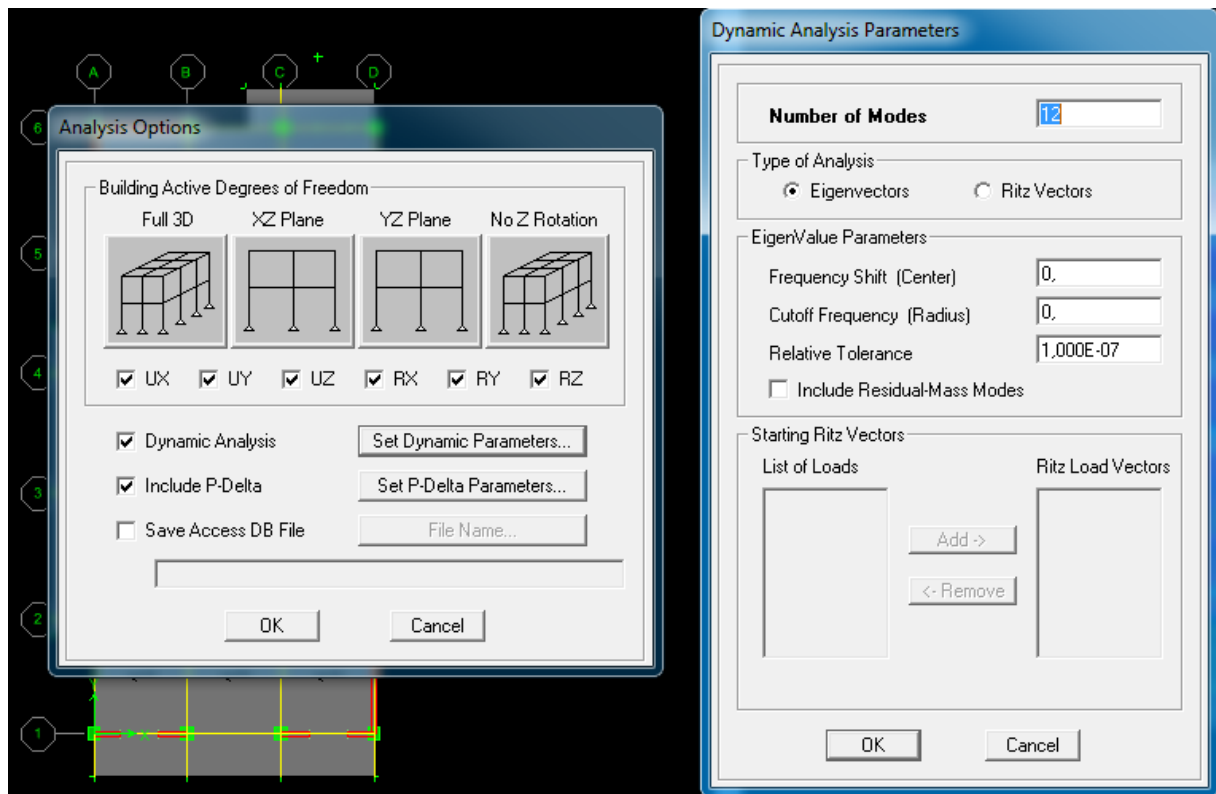 A B C D
6
5
4
3
2
1
X
Analysis Options
Building Active Degrees of Freedom
Full 3D XZ Plane YZ Plane No Z Rotation
UX UY UZ RX RY RZ
Dynamic Analysis Set Dynamic Parameters...
Include P-Delta Set P-Delta Parameters...
Save Access DB File File Name...
OK Cancel
Dynamic Analysis Parameters
Number of Modes 12
Type of Analysis
Eigenvectors Ritz Vectors
EigenValue Parameters
Frequency Shift (Center) 0,
Cutoff Frequency (Radius) 0,
Relative Tolerance 1,000E-07
Include Residual-Mass Modes
Starting Ritz Vectors
List of Loads Ritz Load Vectors
Add ->
<- Remove
OK Cancel